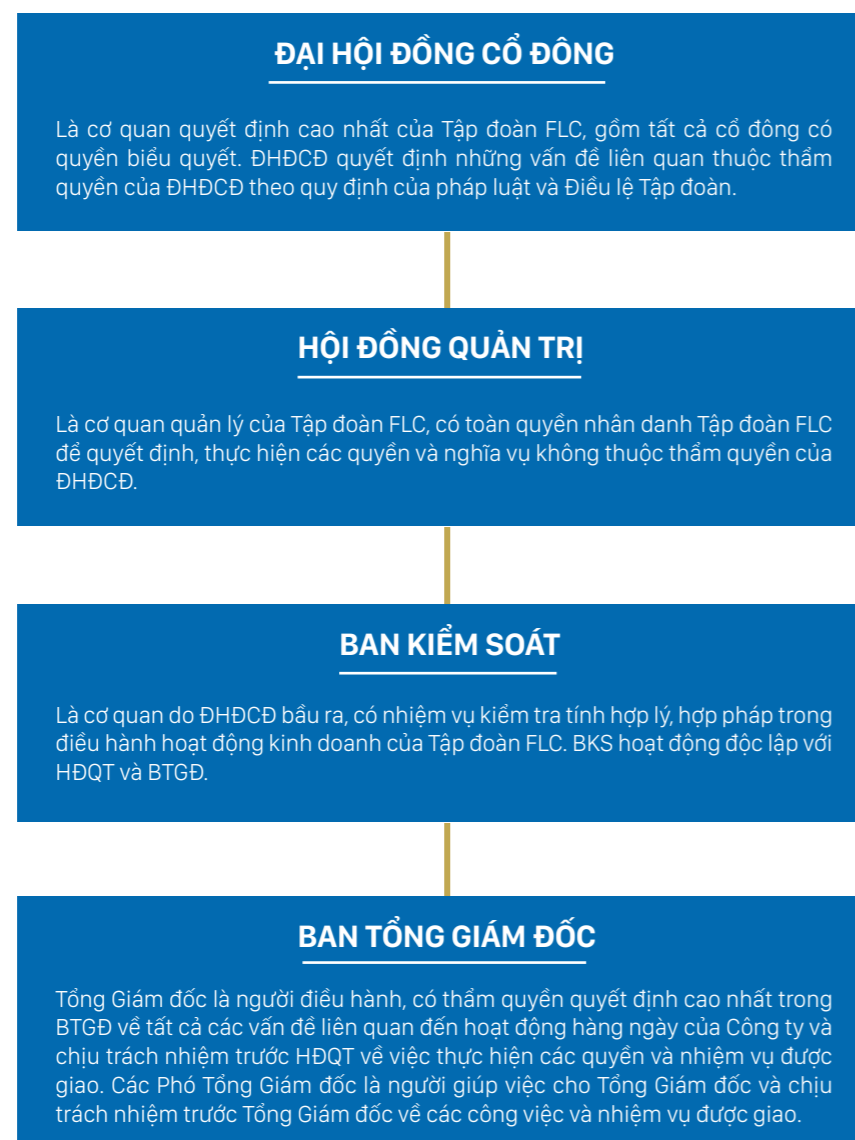 ĐẠI HỘI ĐỒNG CỔ ĐÔNG
Là cơ quan quyết định cao nhất của Tập đoàn FLC, gồm tất cả cổ đông có
quyền biểu quyết. ĐHĐCĐ quyết định những vấn đề liên quan thuộc thẩm
quyền của ĐHĐCĐ theo quy định của pháp luật và Điều lệ Tập đoàn.
HỘI ĐỒNG QUẢN TRỊ
Là cơ quan quản lý của Tập đoàn FLC, có toàn quyền nhân danh Tập đoàn FLC
để quyết định, thực hiện các quyền và nghĩa vụ không thuộc thẩm quyền của
ĐHĐCĐ.
BAN KIỂM SOÁT
Là cơ quan do ĐHĐCĐ bầu ra, có nhiệm vụ kiểm tra tính hợp lý, hợp pháp trong
điều hành hoạt động kinh doanh của Tập đoàn FLC. BKS hoạt động độc lập với
HĐQT và BTGĐ.
BAN TỔNG GIÁM ĐỐC
Tổng Giám đốc là người điều hành, có thẩm quyền quyết định cao nhất trong
BTGĐ về tất cả các vấn đề liên quan đến hoạt động hàng ngày của Công ty và
chịu trách nhiệm trước HĐQT về việc thực hiện các quyền và nhiệm vụ được
giao. Các Phó Tổng Giám đốc là người giúp việc cho Tổng Giám đốc và chịu
trách nhiệm trước Tổng Giám đốc về các công việc và nhiệm vụ được giao.